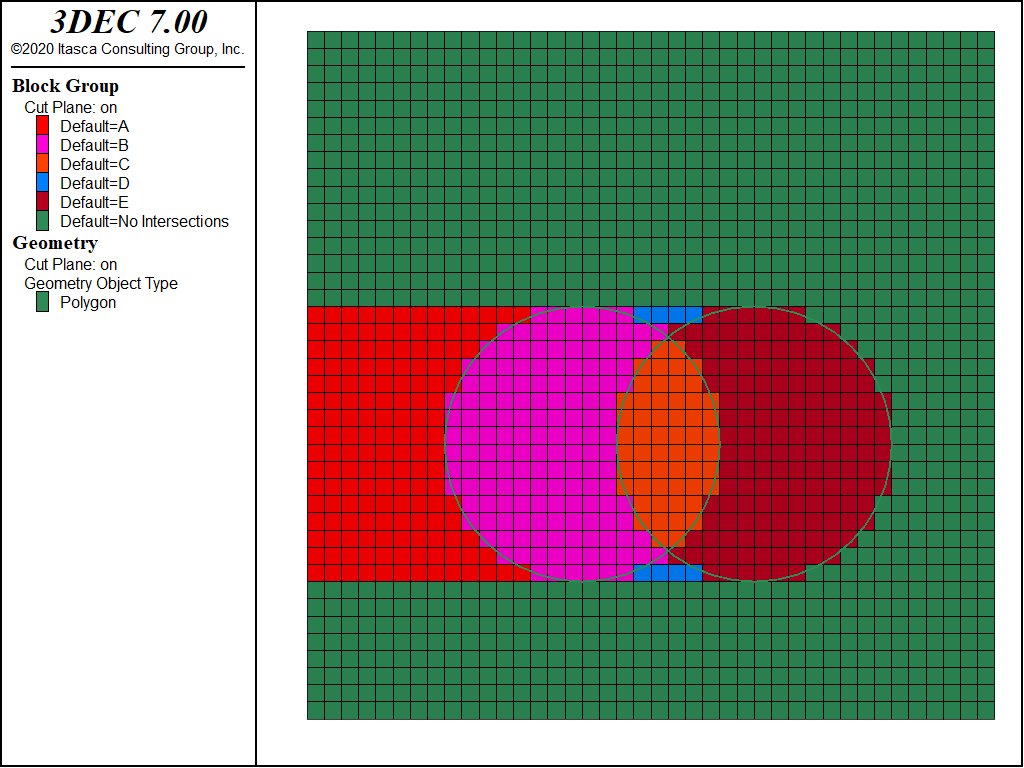 3DEC 7.00
©2020 Itasca Consulting Group, Inc.
Block Group
Cut Plane: on
Default=A
Default=B
Default=C
Default=D
Default=E
Default=No Intersections
Geometry
Cut Plane: on
Geometry Object Type
Polygon